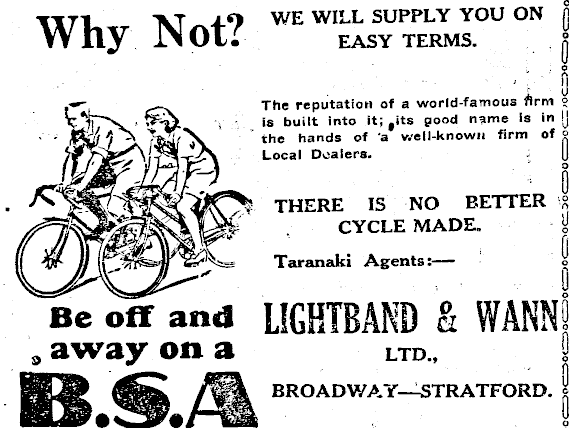 Why Not?
Be off and
away on a
B.S.A
WE WILL SUPPLY YOU ON
EASY TERMS.
The reputation of a world-famous firm
is built into it; its good name is in
the hands of a well-known firm of
Local Dealers.
THERE IS NO BETTER
CYCLE MADE.
Taranaki Agents:—
LIGHTBAND & WANN
LTD.,
BROADWAY—STRATFORD.